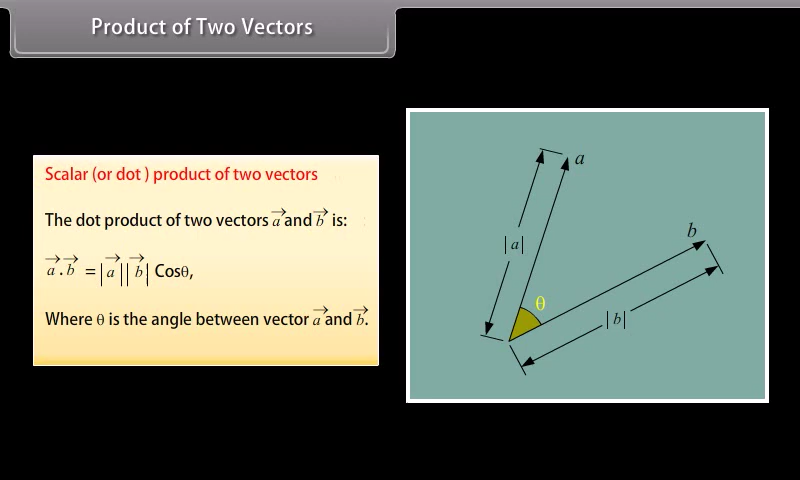 Product of Two Vectors
Scalar (or dot ) product of two vectors
The dot product of two vectors a⃗ and b⃗ is:
a⃗ . b⃗ = |a⃗| |b⃗| Cosθ,
Where θ is the angle between vector a⃗ and b⃗.
a
|a|
b
θ
|b|